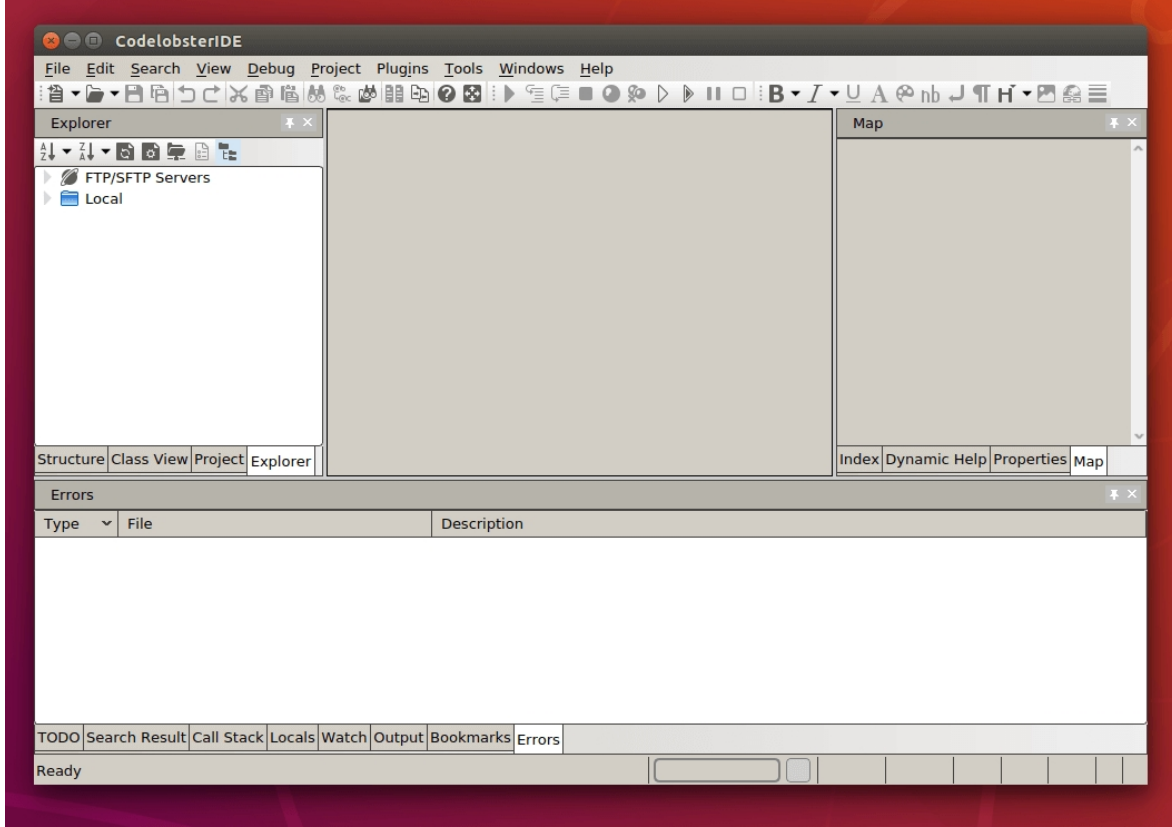 CodelobsterIDE
File Edit Search View Debug Project Plugins Tools Windows Help
B I U A nb H
Explorer
Map
FTP/SFTP Servers
Local
Structure Class View Project Explorer
Index Dynamic Help Properties Map
Errors
Type File Description
TODO Search Result Call Stack Locals Watch Output Bookmarks Errors
Ready